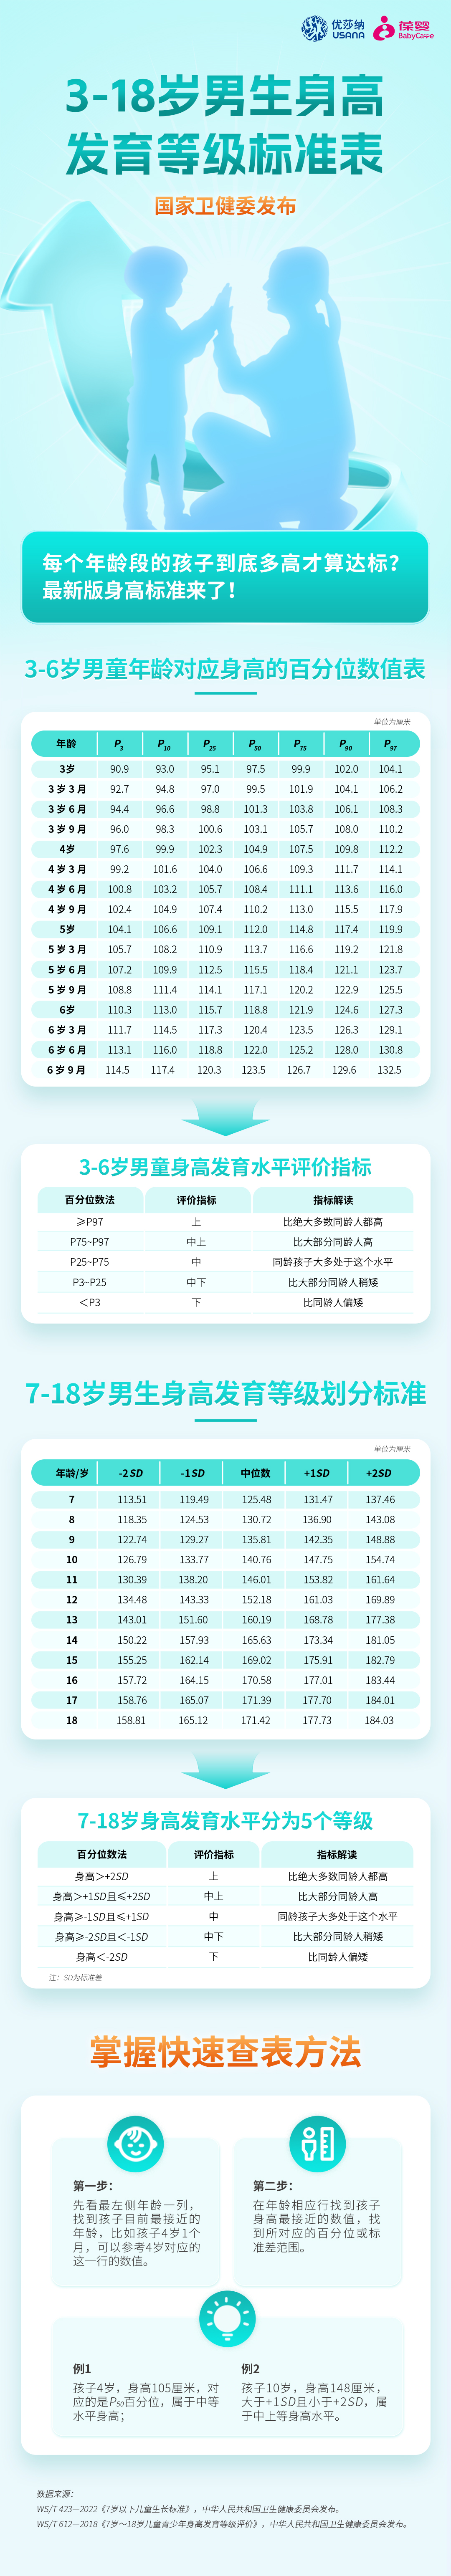 优莎纳
USANA
葆婴
BabyCare
3-18岁男生身高
发育等级标准表
国家卫健委发布
每个年龄段的孩子到底多高才算达标？
最新版身高标准来了！
3-6岁男童年龄对应身高的百分位数值表
单位为厘米
年龄 P3 P10 P25 P50 P75 P90 P97
3岁 90.9 93.0 95.1 97.5 99.9 102.0 104.1
3 岁 3 月 92.7 94.8 97.0 99.5 101.9 104.1 106.2
3 岁 6 月 94.4 96.6 98.8 101.3 103.8 106.1 108.3
3 岁 9 月 96.0 98.3 100.6 103.1 105.7 108.0 110.2
4岁 97.6 99.9 102.3 104.9 107.5 109.8 112.2
4 岁 3 月 99.2 101.6 104.0 106.6 109.3 111.7 114.1
4 岁 6 月 100.8 103.2 105.7 108.4 111.1 113.6 116.0
4 岁 9 月 102.4 104.9 107.4 110.2 113.0 115.5 117.9
5岁 104.1 106.6 109.1 112.0 114.8 117.4 119.9
5 岁 3 月 105.7 108.2 110.9 113.7 116.6 119.2 121.8
5 岁 6 月 107.2 109.9 112.5 115.5 118.4 121.1 123.7
5 岁 9 月 108.8 111.4 114.1 117.1 120.2 122.9 125.5
6岁 110.3 113.0 115.7 118.8 121.9 124.6 127.3
6 岁 3 月 111.7 114.5 117.3 120.4 123.5 126.3 129.1
6 岁 6 月 113.1 116.0 118.8 122.0 125.2 128.0 130.8
6 岁 9 月 114.5 117.4 120.3 123.5 126.7 129.6 132.5
3-6岁男童身高发育水平评价指标
百分位数法 评价指标 指标解读
≥P97 上 比绝大多数同龄人都高
P75~P97 中上 比大部分同龄人高
P25~P75 中 同龄孩子大多处于这个水平
P3~P25 中下 比大部分同龄人稍矮
＜P3 下 比同龄人偏矮
7-18岁男生身高发育等级划分标准
单位为厘米
年龄/岁 -2SD -1SD 中位数 +1SD +2SD
7 113.51 119.49 125.48 131.47 137.46
8 118.35 124.53 130.72 136.90 143.08
9 122.74 129.27 135.81 142.35 148.88
10 126.79 133.77 140.76 147.75 154.74
11 130.39 138.20 146.01 153.82 161.64
12 134.48 143.33 152.18 161.03 169.89
13 143.01 151.60 160.19 168.78 177.38
14 150.22 157.93 165.63 173.34 181.05
15 155.25 162.14 169.02 175.91 182.79
16 157.72 164.15 170.58 177.01 183.44
17 158.76 165.07 171.39 177.70 184.01
18 158.81 165.12 171.42 177.73 184.03
7-18岁身高发育水平分为5个等级
百分位数法 评价指标 指标解读
身高＞+2SD 上 比绝大多数同龄人都高
身高＞+1SD且≤+2SD 中上 比大部分同龄人高
身高≥-1SD且≤+1SD 中 同龄孩子大多处于这个水平
身高≥-2SD且＜-1SD 中下 比大部分同龄人稍矮
身高＜-2SD 下 比同龄人偏矮
注：SD为标准差
掌握快速查表方法
第一步：
先看最左侧年龄一列，
找到孩子目前最接近的
年龄，比如孩子4岁1个
月，可以参考4岁对应的
这一行的数值。
第二步：
在年龄相应行找到孩子
身高最接近的数值，找
到所对应的百分位或标
准差范围。
例1
孩子4岁，身高105厘米，对
应的是P50百分位，属于中等
水平身高；
例2
孩子10岁，身高148厘米，
大于+1SD且小于+2SD，属
于中上等身高水平。
数据来源：
WS/T 423—2022《7岁以下儿童生长标准》，中华人民共和国卫生健康委员会发布。
WS/T 612—2018《7岁～18岁儿童青少年身高发育等级评价》，中华人民共和国卫生健康委员会发布。